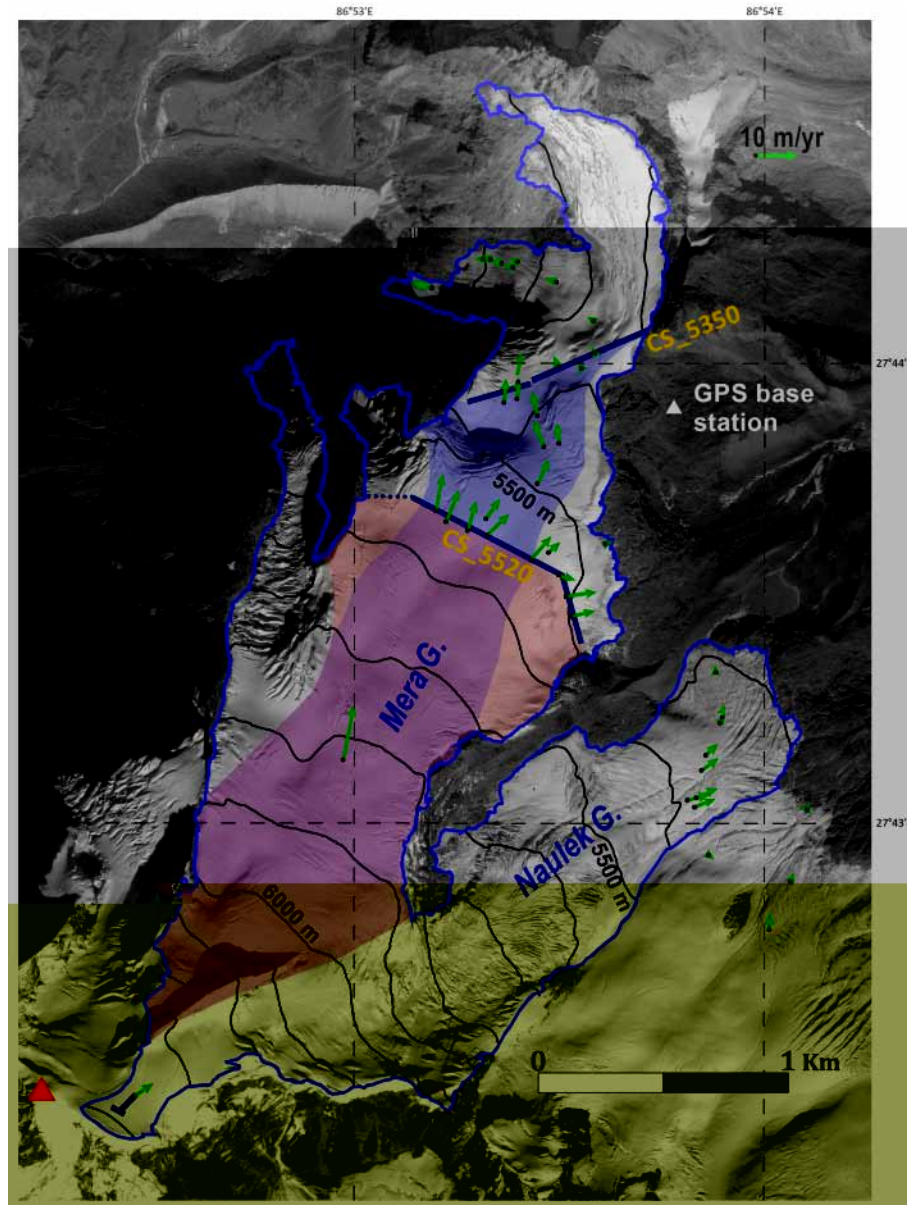 86°53'E
86°54'E
10 m/yr
CS_5350
27°44'
GPS base
station
5500 m
CS_5520
Mera G.
27°43'
Naulek G.
5500 m
6000 m
0
1 Km